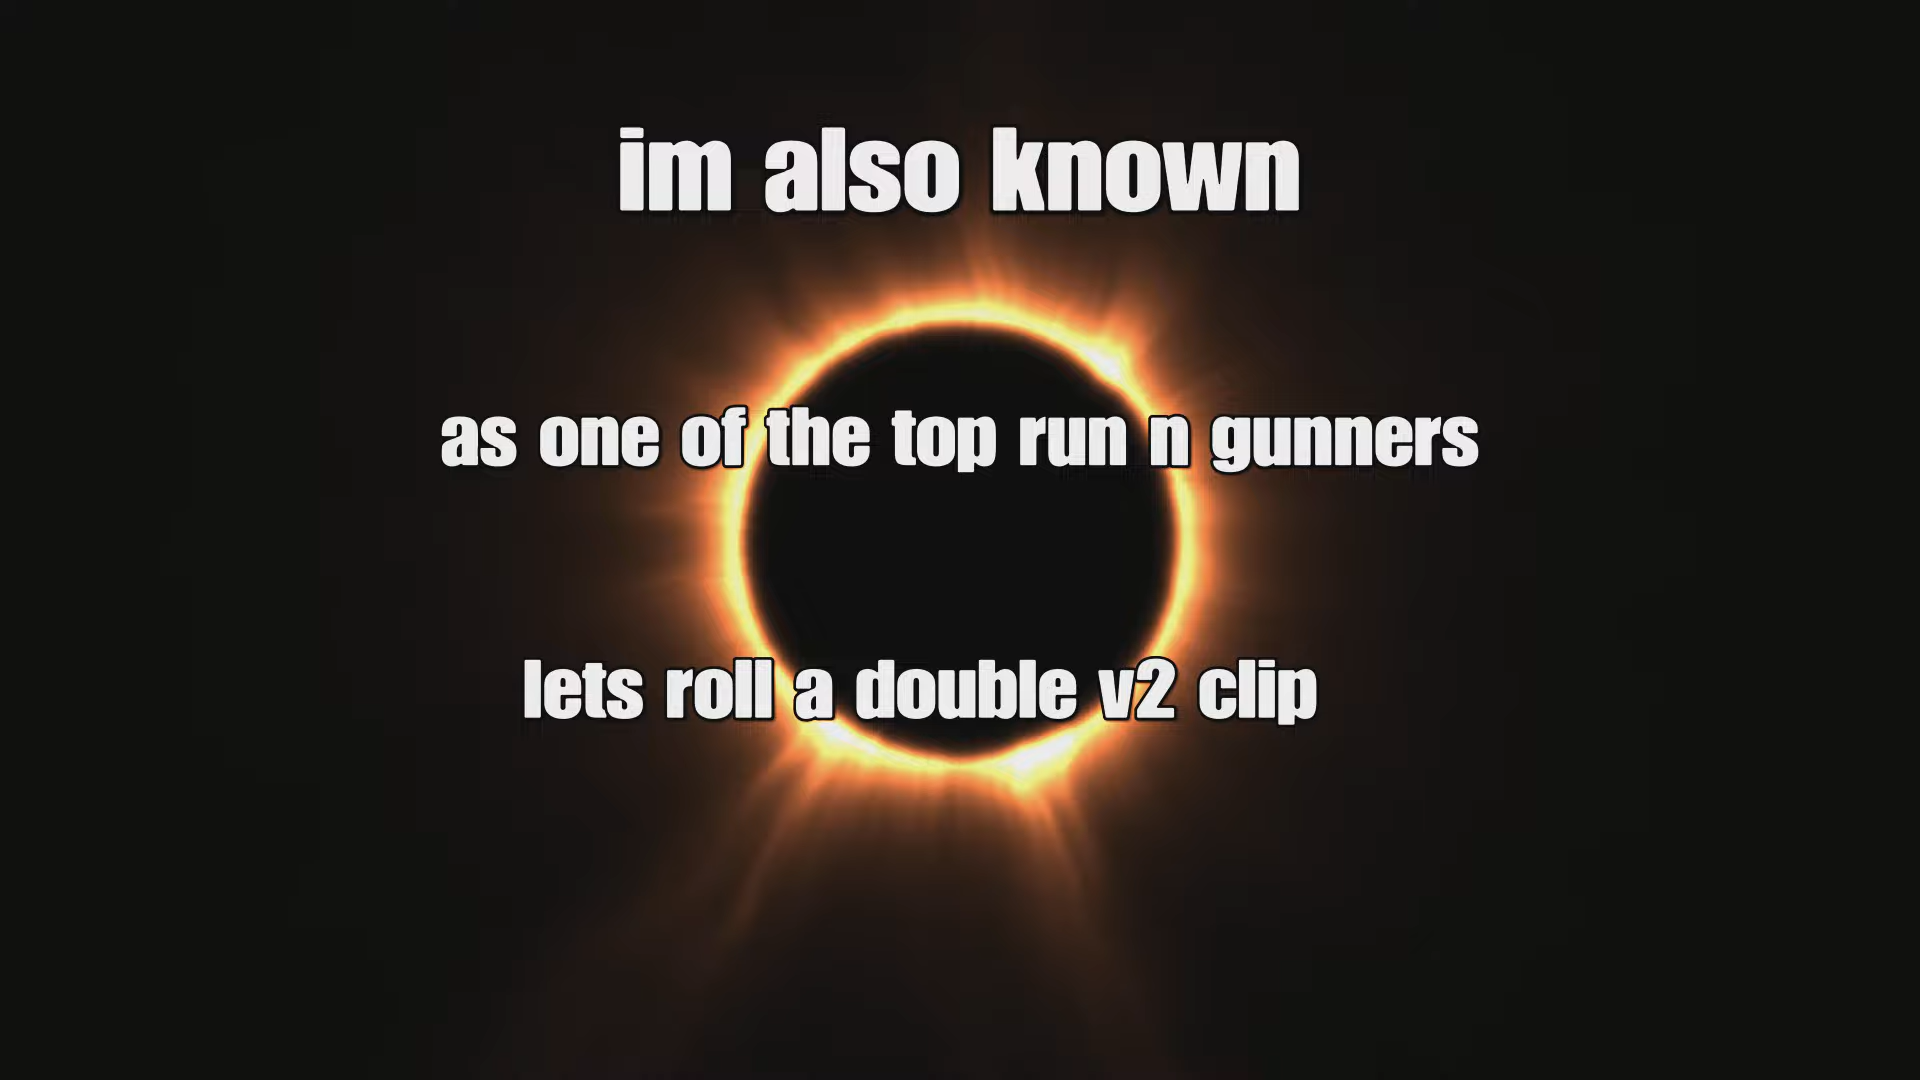 im also known
as one of the top run n gunners
lets roll a double v2 clip